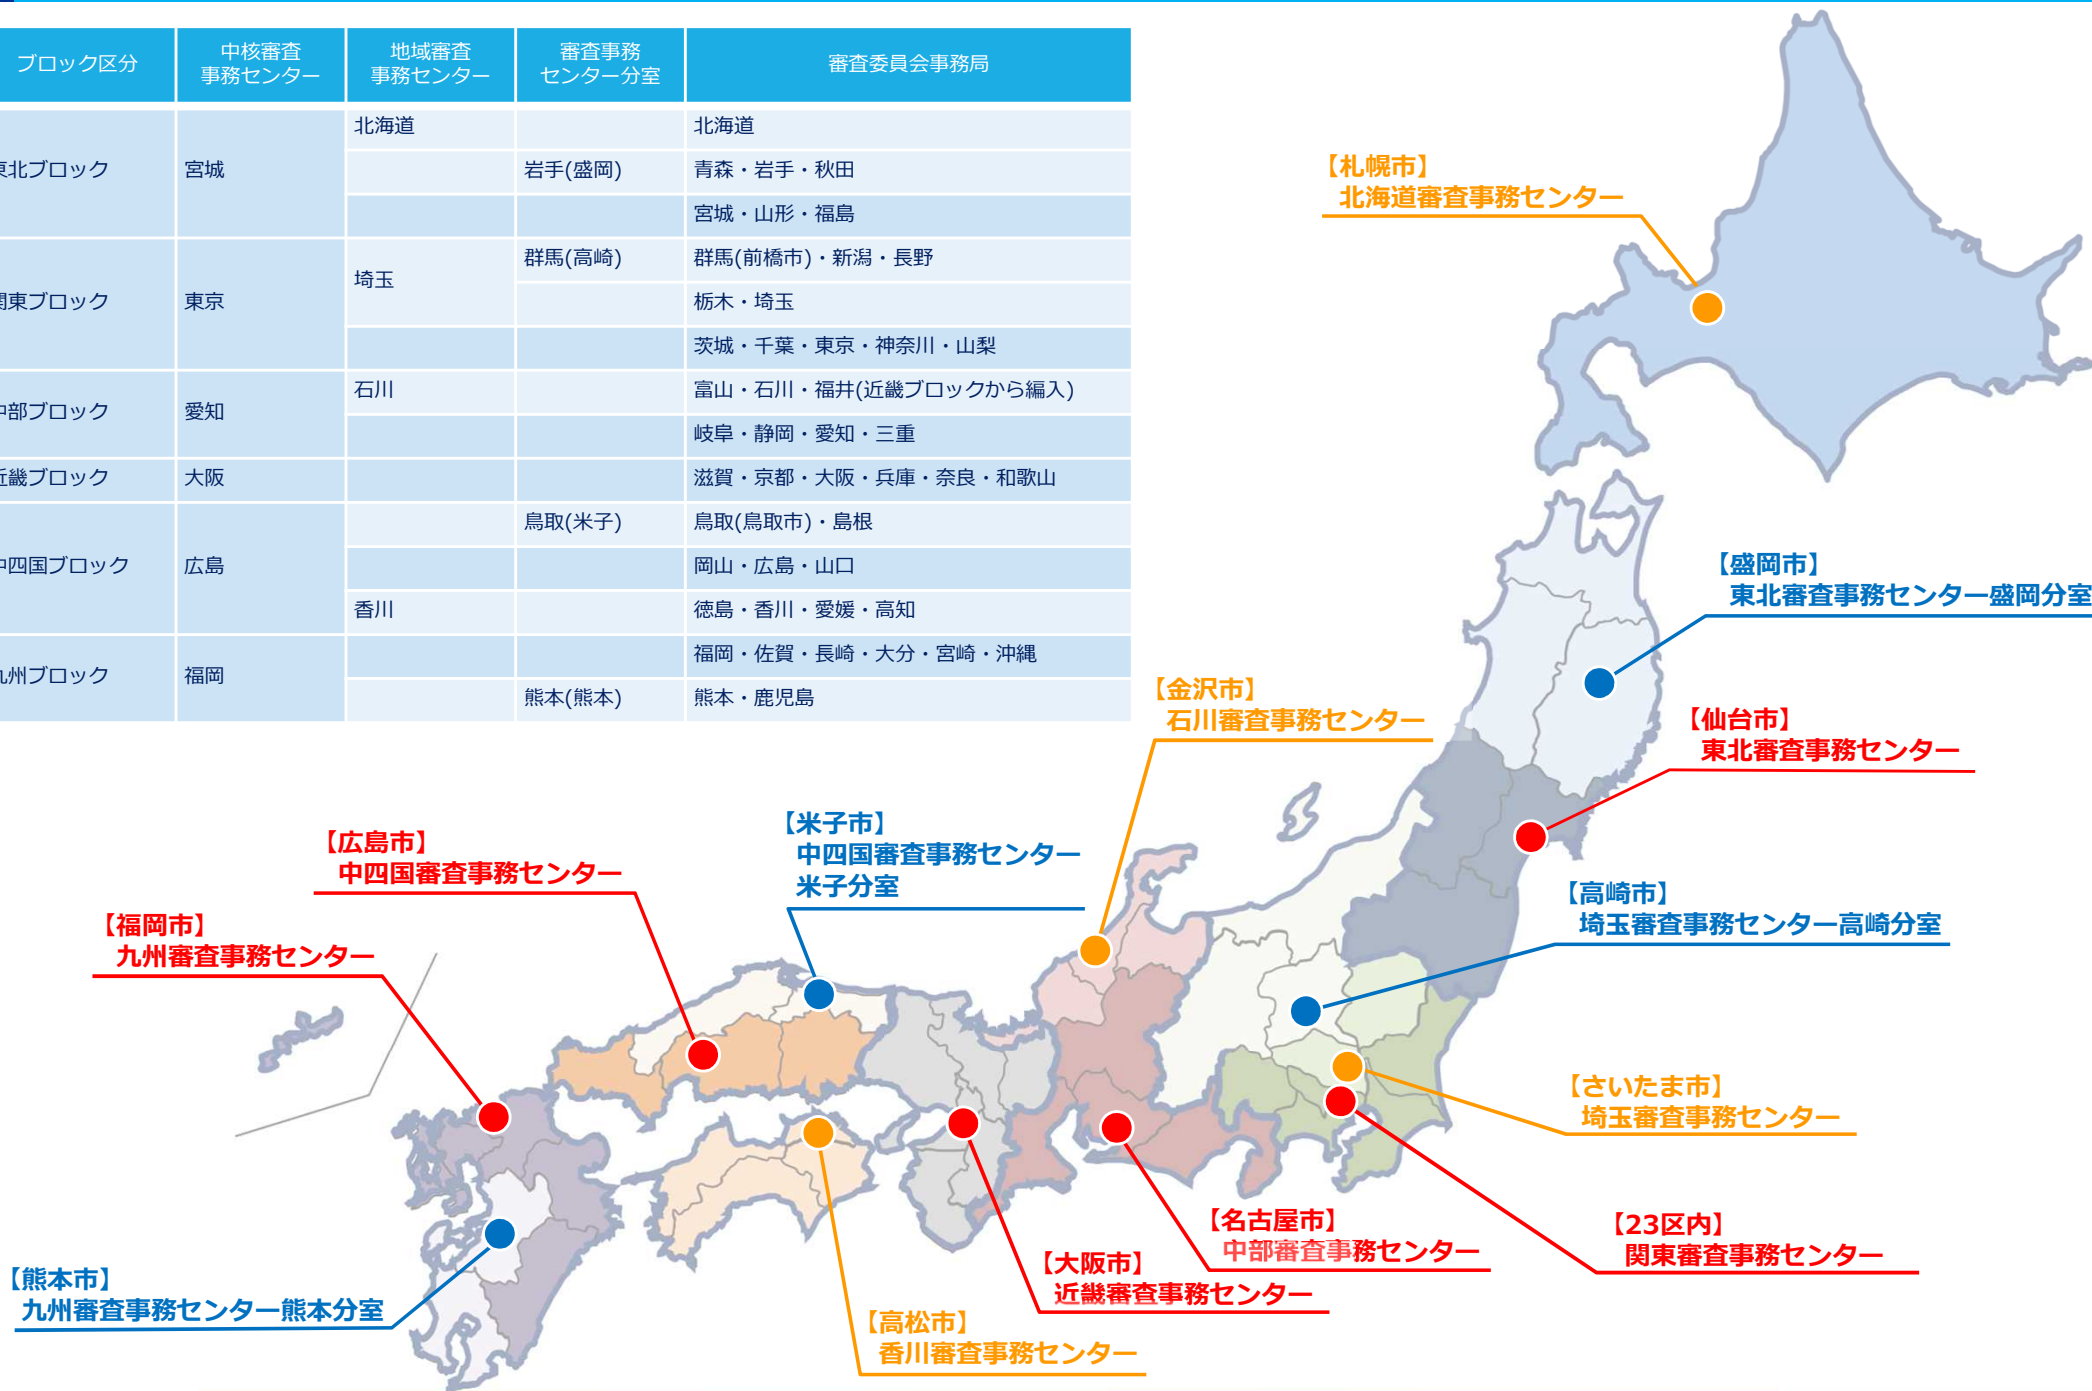 ブロック区分
中核審査
事務センター
地域審査
事務センター
審査事務
センター分室
審査委員会事務局
東北ブロック
宮城
北海道
北海道
岩手(盛岡)
青森・岩手・秋田
宮城・山形・福島
関東ブロック
東京
埼玉
群馬(高崎)
群馬(前橋市)・新潟・長野
栃木・埼玉
茨城・千葉・東京・神奈川・山梨
中部ブロック
愛知
石川
富山・石川・福井(近畿ブロックから編入)
岐阜・静岡・愛知・三重
近畿ブロック
大阪
滋賀・京都・大阪・兵庫・奈良・和歌山
中四国ブロック
広島
鳥取(米子)
鳥取(鳥取市)・島根
岡山・広島・山口
香川
徳島・香川・愛媛・高知
九州ブロック
福岡
福岡・佐賀・長崎・大分・宮崎・沖縄
熊本(熊本)
熊本・鹿児島
【札幌市】
北海道審査事務センター
【盛岡市】
東北審査事務センター盛岡分室
【仙台市】
東北審査事務センター
【金沢市】
石川審査事務センター
【米子市】
中四国審査事務センター
米子分室
【広島市】
中四国審査事務センター
【福岡市】
九州審査事務センター
【高崎市】
埼玉審査事務センター高崎分室
【さいたま市】
埼玉審査事務センター
【23区内】
関東審査事務センター
【名古屋市】
中部審査事務センター
【大阪市】
近畿審査事務センター
【高松市】
香川審査事務センター
【熊本市】
九州審査事務センター熊本分室